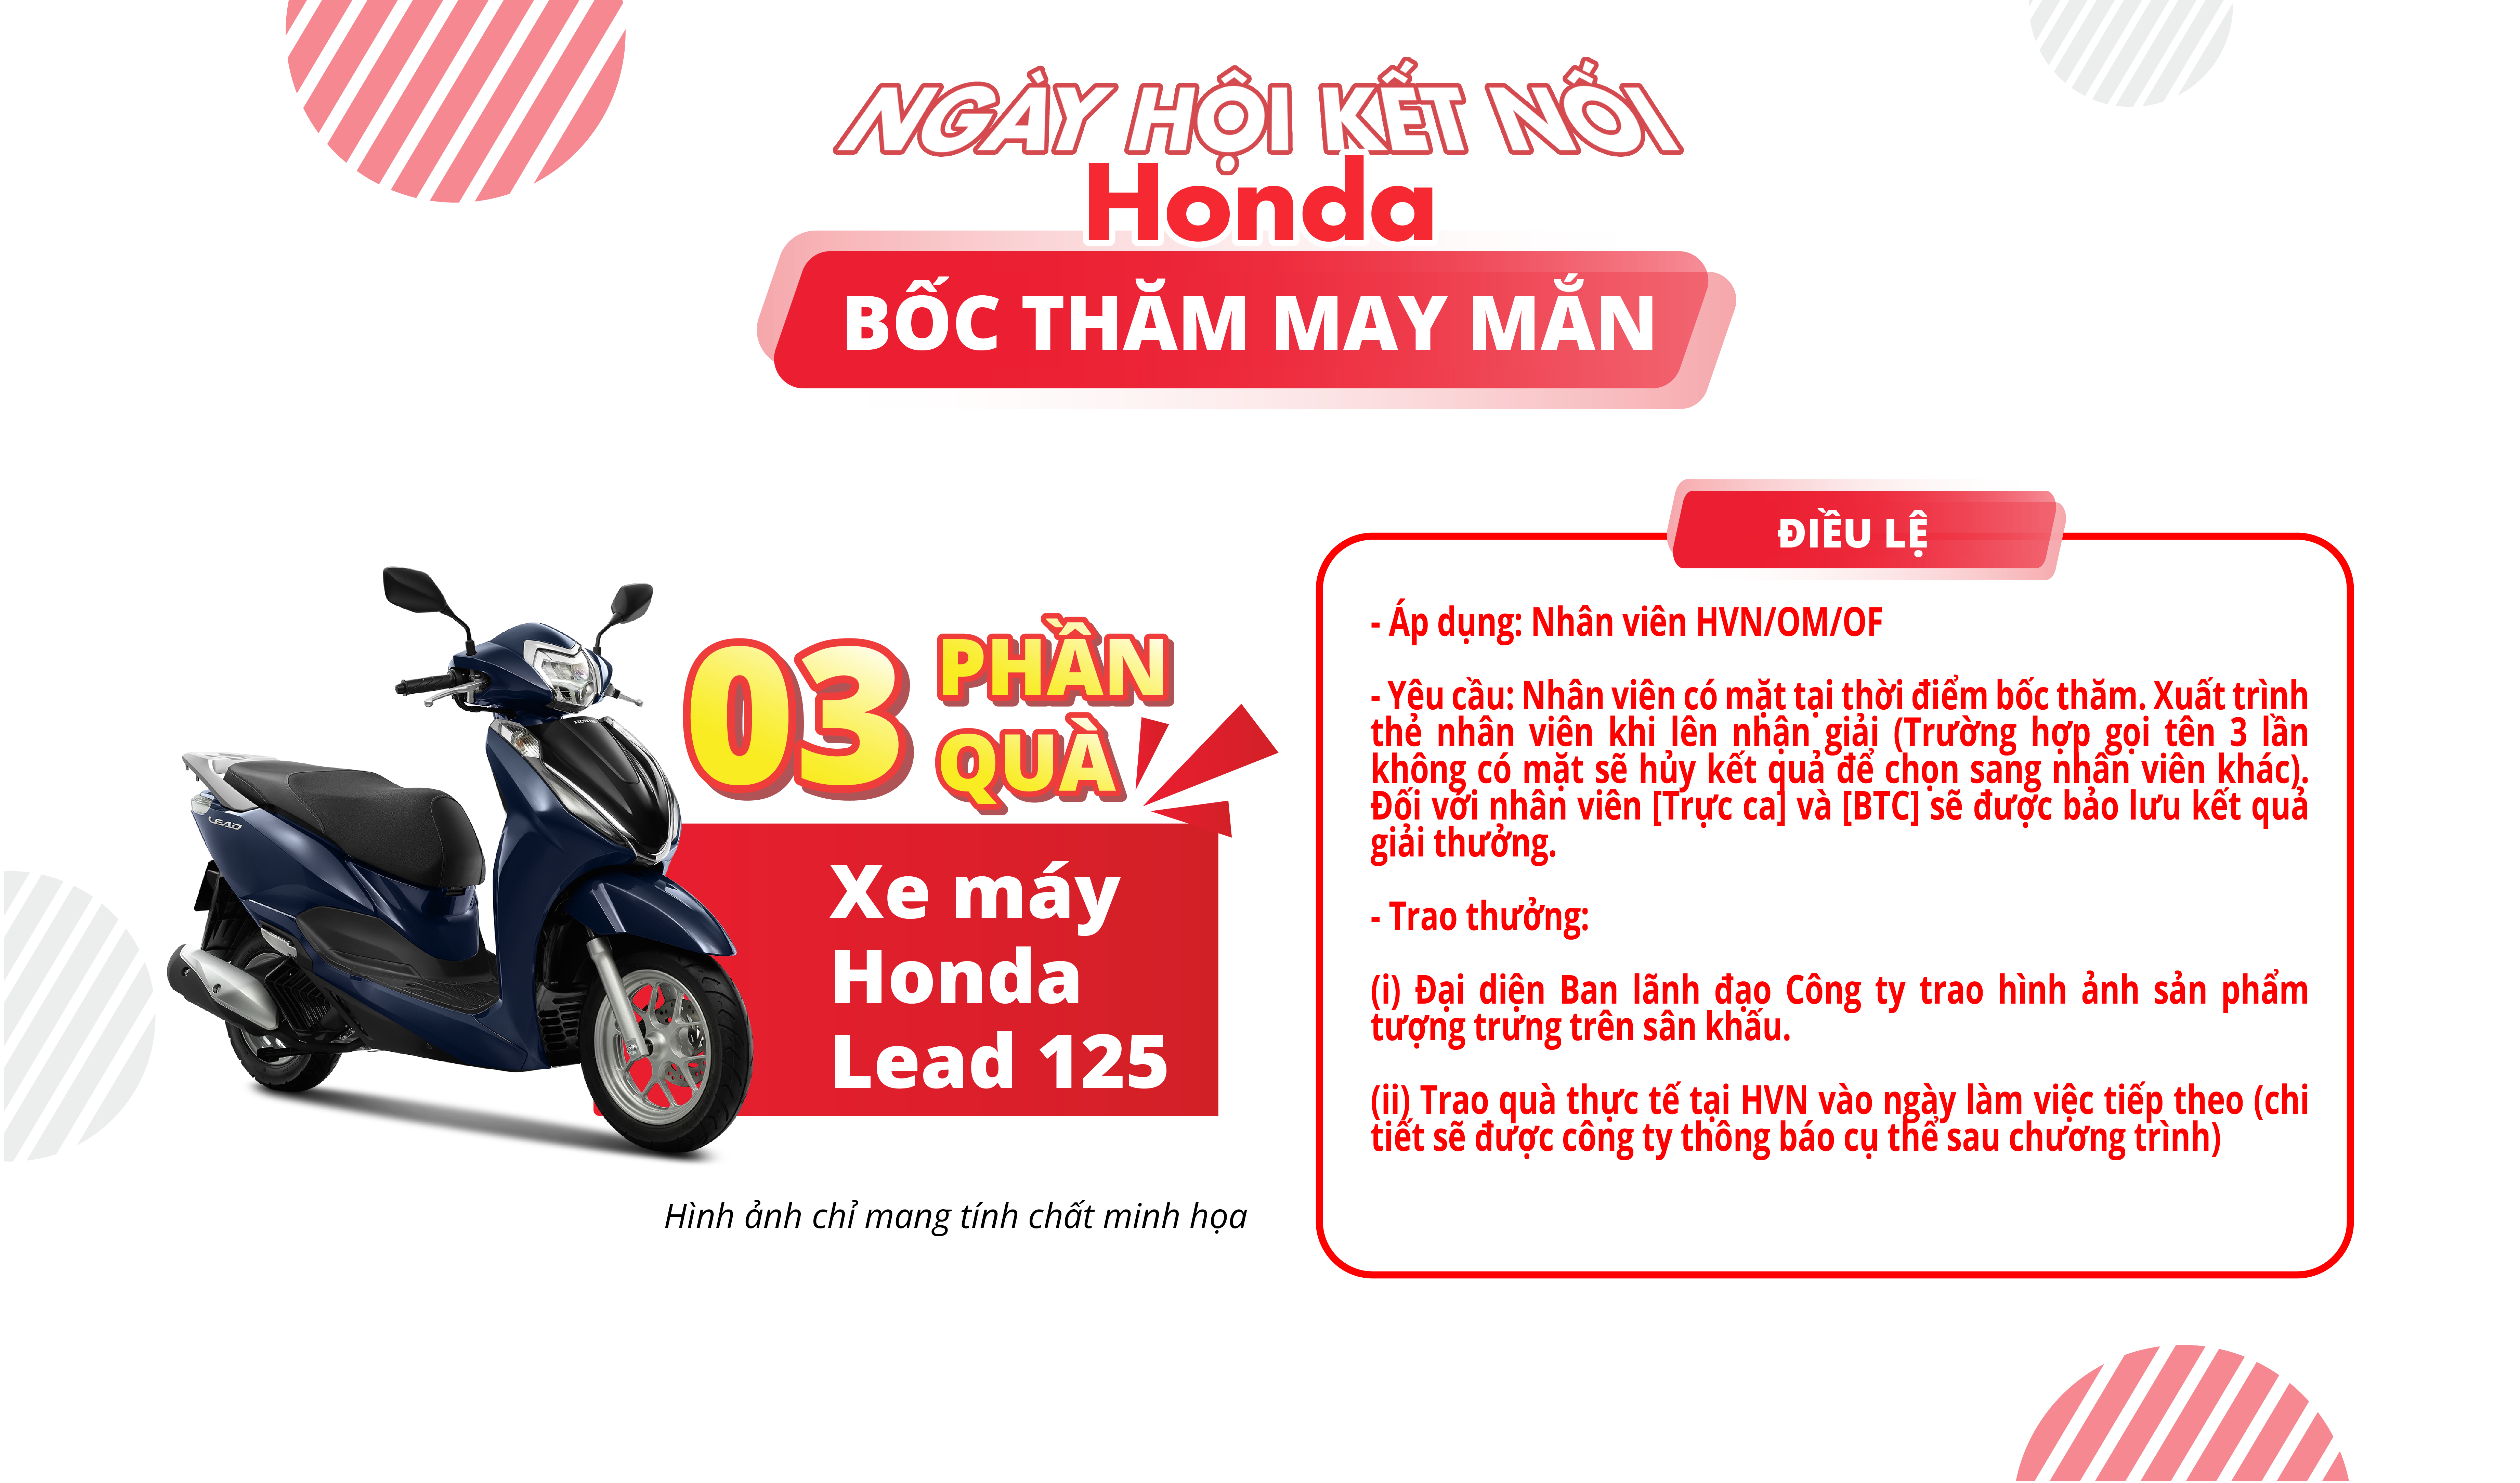 NGÀY HỘI KẾT NỐI
Honda
BỐC THĂM MAY MẮN
ĐIỀU LỆ
03 PHẦN
QUÀ
Xe máy
Honda
Lead 125
LEAD
HONDA
Hình ảnh chỉ mang tính chất minh họa
- Áp dụng: Nhân viên HVN/OM/OF
- Yêu cầu: Nhân viên có mặt tại thời điểm bốc thăm. Xuất trình
thẻ nhân viên khi lên nhận giải (Trường hợp gọi tên 3 lần
không có mặt sẽ hủy kết quả để chọn sang nhân viên khác).
Đối với nhân viên [Trực ca] và [BTC] sẽ được bảo lưu kết quả
giải thưởng.
- Trao thưởng:
(i) Đại diện Ban lãnh đạo Công ty trao hình ảnh sản phẩm
tượng trưng trên sân khấu.
(ii) Trao quà thực tế tại HVN vào ngày làm việc tiếp theo (chi
tiết sẽ được công ty thông báo cụ thể sau chương trình)